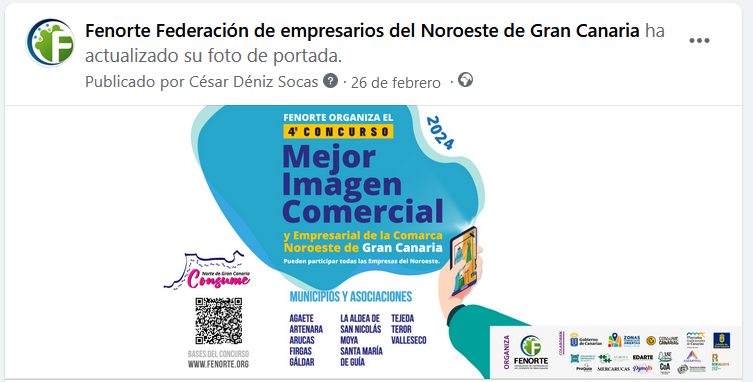 Fenorte Federación de empresarios del Noroeste de Gran Canaria ha
actualizado su foto de portada.
Publicado por César Déniz Socas · 26 de febrero ·
FENORTE ORGANIZA EL
4º CONCURSO
2024
Mejor
Imagen
Comercial
y Empresarial de la Comarca
Noroeste de Gran Canaria
Pueden participar todas las Empresas del Noroeste.
Norte de Gran Canaria
Consume
BASES DEL CONCURSO
WWW.FENORTE.ORG
MUNICIPIOS Y ASOCIACIONES
AGAETE
ARTENARA
ARUCAS
FIRGAS
GÁLDAR
LA ALDEA DE
SAN NICOLÁS
MOYA
SANTA MARÍA
DE GUÍA
TEJEDA
TEROR
VALLESECO
ORGANIZA
FENORTE
COLABORAN
Gobierno
de Canarias
ZONAS
CONSUME
CANARIAS
ProQuia
MERCARUCAS
EDARTE
CoA